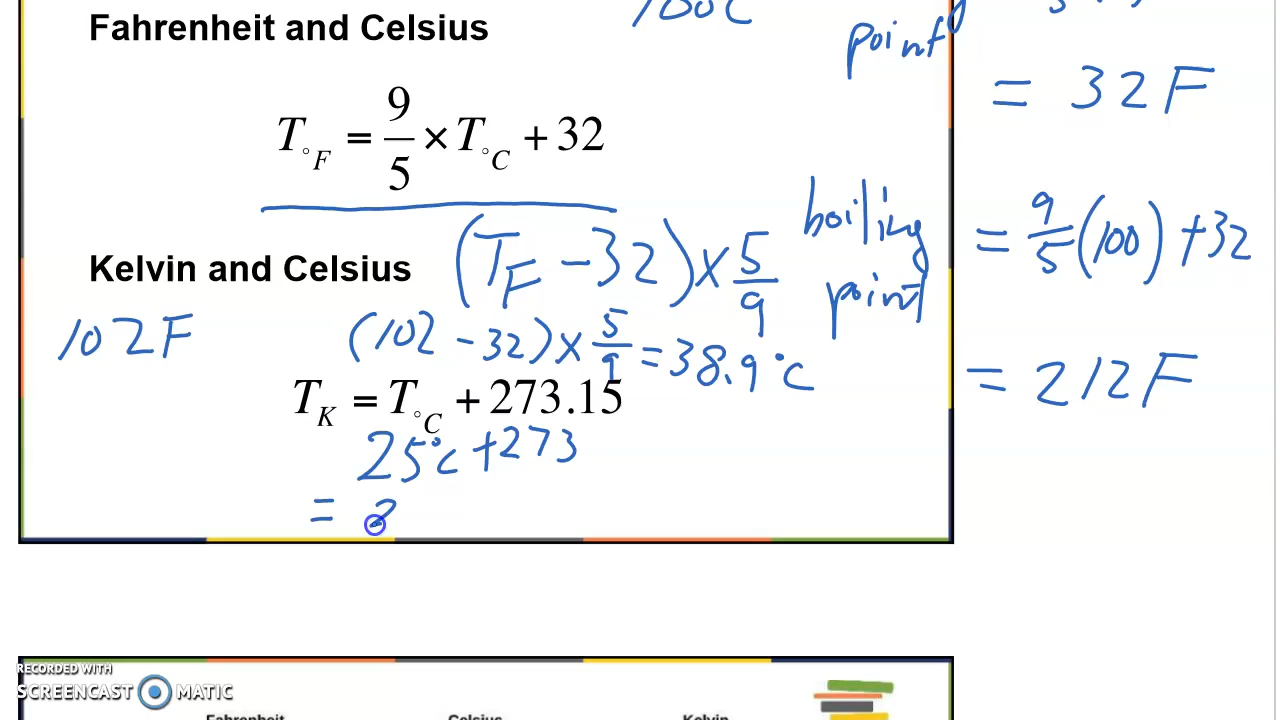 100C
Fahrenheit and Celsius
point
= 32F
T°F = 9/5 × T°C + 32
boiling
point
= 9/5 (100) + 32
(TF - 32) × 5/9
Kelvin and Celsius
102F
(102 - 32) × 5/9 = 38.9°C
= 212F
TK = T°C + 273.15
25°C + 273
=
RECORDED WITH
SCREENCAST MATIC
Fahrenheit Celsius Kelvin